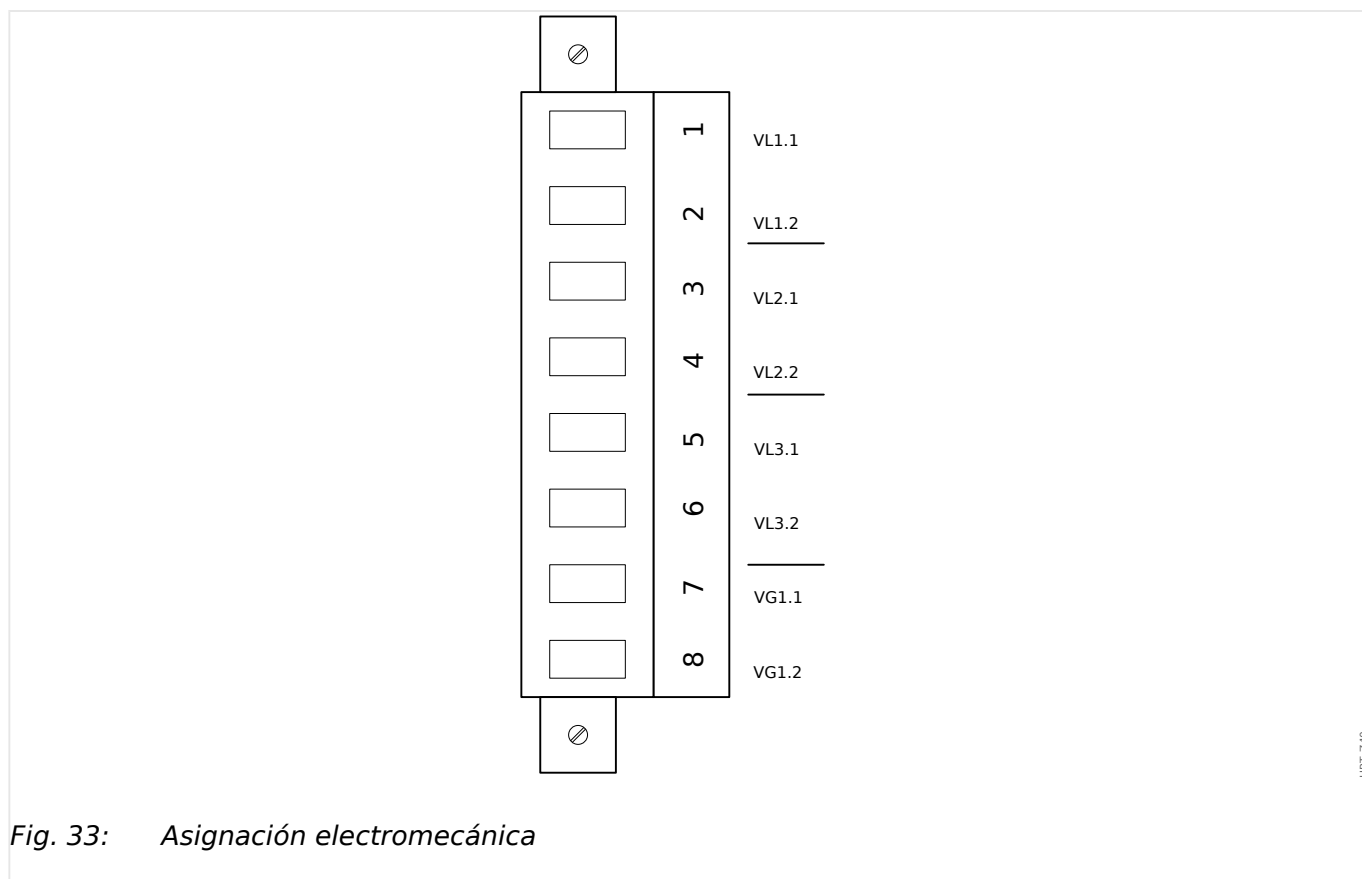 1 VL1.1
2 VL1.2
3 VL2.1
4 VL2.2
5 VL3.1
6 VL3.2
7 VG1.1
8 VG1.2
Fig. 33: Asignación electromecánica